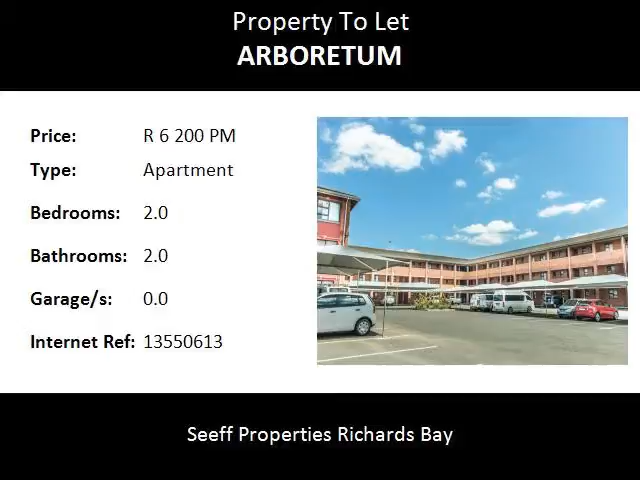 Property To Let
ARBORETUM
Price: R 6 200 PM
Type: Apartment
Bedrooms: 2.0
Bathrooms: 2.0
Garage/s: 0.0
Internet Ref: 13550613
Seeff Properties Richards Bay